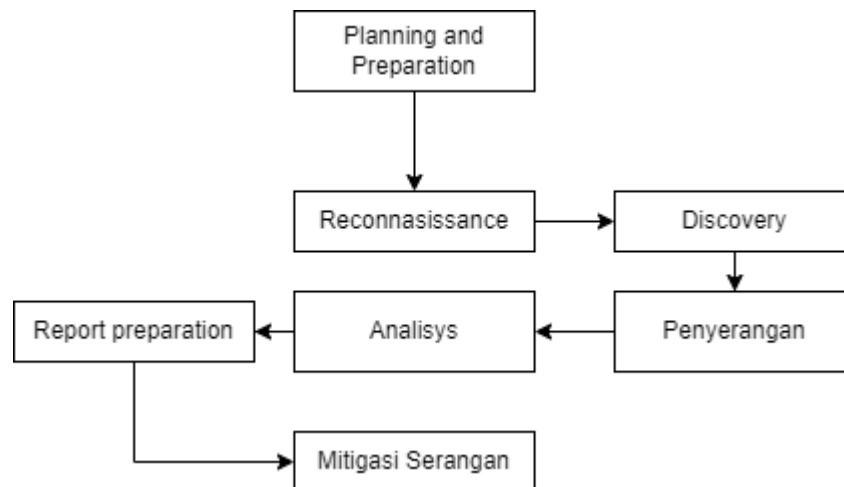 Planning and
Preparation
Reconnasissance
Discovery
Penyerangan
Analisys
Report preparation
Mitigasi Serangan